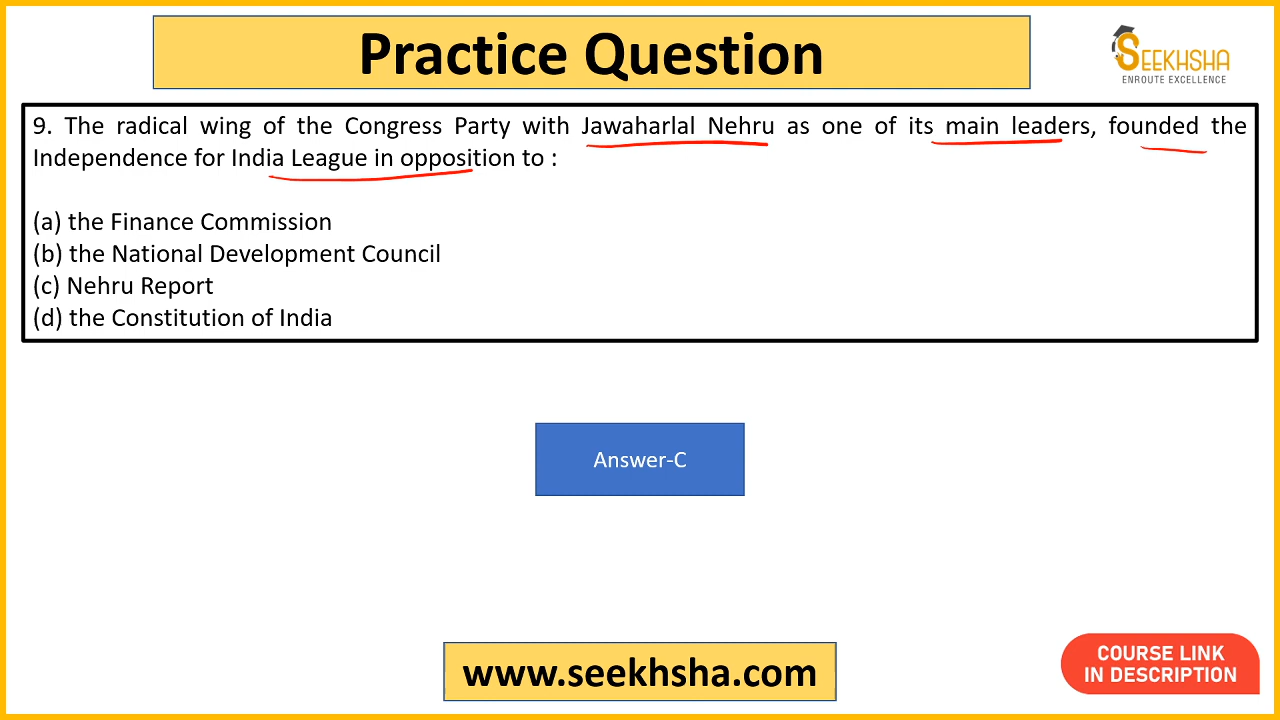 Practice Question
SEEKHSHA
ENROUTE EXCELLENCE
9. The radical wing of the Congress Party with Jawaharlal Nehru as one of its main leaders, founded the
Independence for India League in opposition to :
(a) the Finance Commission
(b) the National Development Council
(c) Nehru Report
(d) the Constitution of India
Answer-C
www.seekhsha.com
COURSE LINK
IN DESCRIPTION